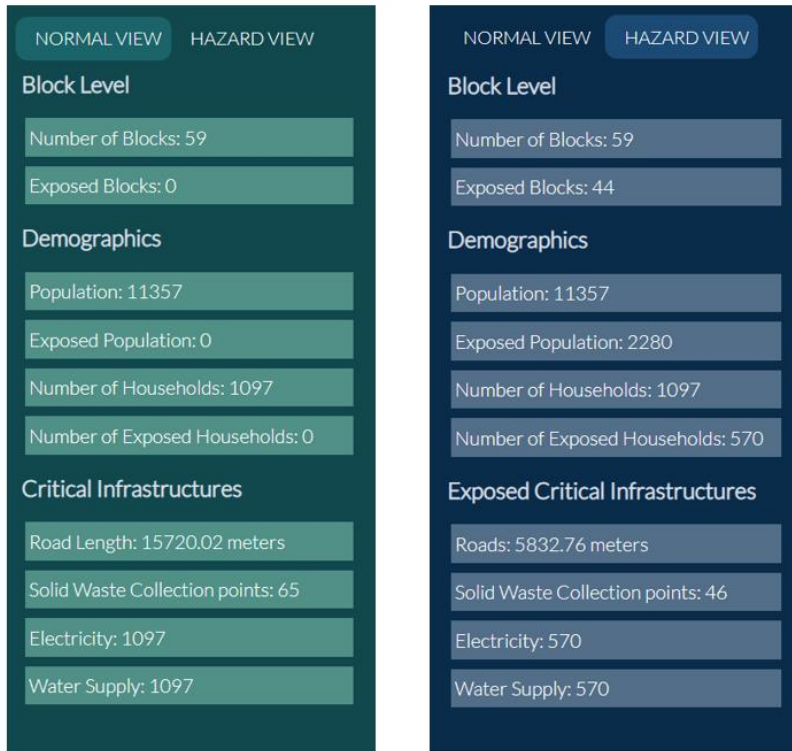 NORMAL VIEW HAZARD VIEW
Block Level
Number of Blocks: 59
Exposed Blocks: 0
Demographics
Population: 11357
Exposed Population: 0
Number of Households: 1097
Number of Exposed Households: 0
Critical Infrastructures
Road Length: 15720.02 meters
Solid Waste Collection points: 65
Electricity: 1097
Water Supply: 1097
NORMAL VIEW HAZARD VIEW
Block Level
Number of Blocks: 59
Exposed Blocks: 44
Demographics
Population: 11357
Exposed Population: 2280
Number of Households: 1097
Number of Exposed Households: 570
Exposed Critical Infrastructures
Roads: 5832.76 meters
Solid Waste Collection points: 46
Electricity: 570
Water Supply: 570